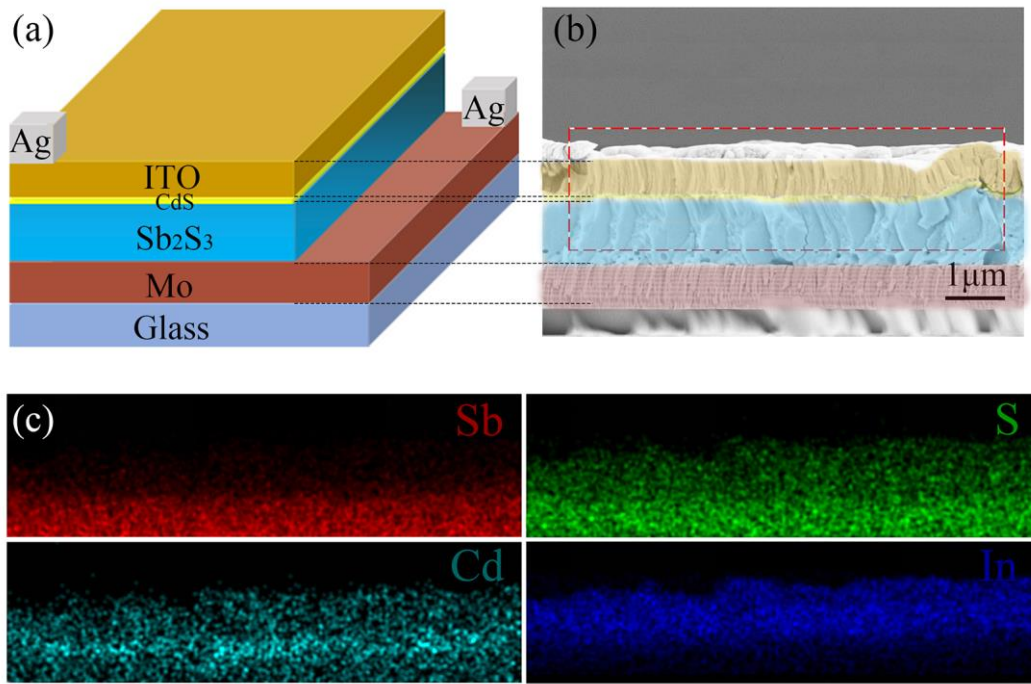 (a)
Ag
Ag
ITO
CdS
Sb₂S₃
Mo
Glass
(b)
1μm
(c)
Sb
S
Cd
In